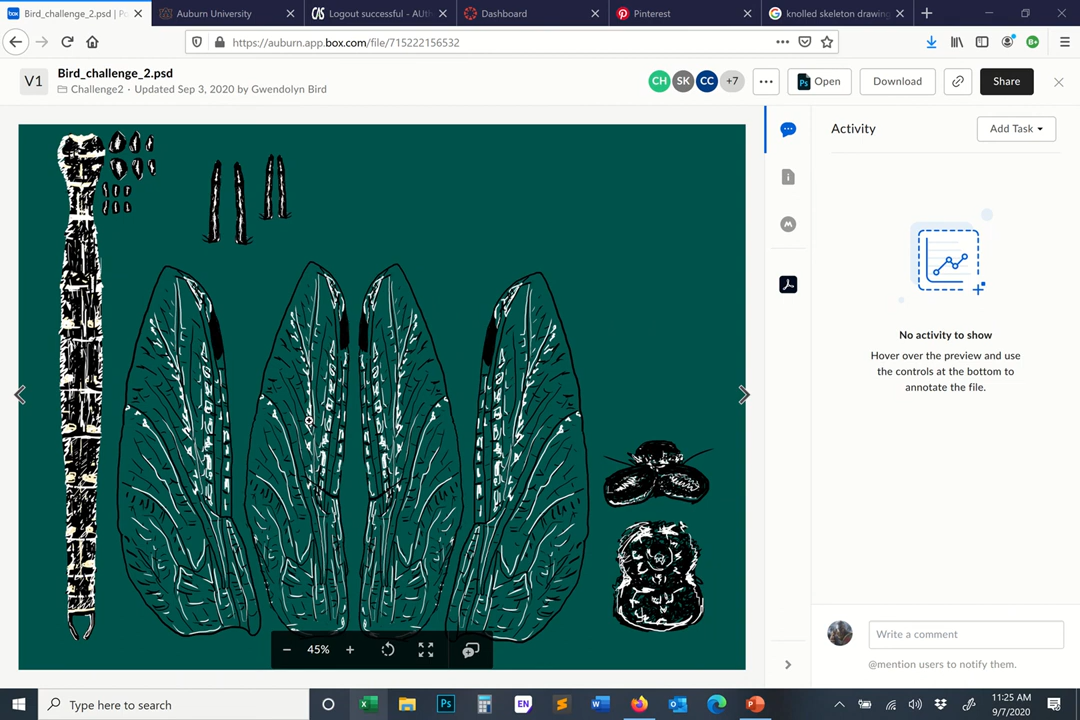 Bird_challenge_2.psd | Po
Auburn University
Logout successful - AUth
Dashboard
Pinterest
knolled skeleton drawing
https://auburn.app.box.com/file/715222156532
V1
Bird_challenge_2.psd
Challenge2 · Updated Sep 3, 2020 by Gwendolyn Bird
CH
SK
CC
+7
Open
Download
Share
Activity
Add Task
No activity to show
Hover over the preview and use
the controls at the bottom to
annotate the file.
45%
Write a comment
@mention users to notify them.
Type here to search
Ps
EN
11:25 AM
9/7/2020